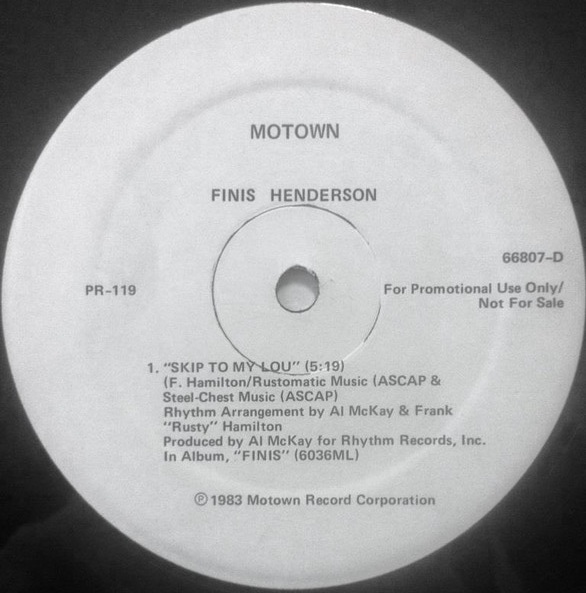 MOTOWN
FINIS HENDERSON
66807-D
PR-119
For Promotional Use Only/
Not For Sale
1. "SKIP TO MY LOU" (5:19)
(F. Hamilton/Rustomatic Music (ASCAP &
Steel-Chest Music (ASCAP)
Rhythm Arrangement by Al McKay & Frank
"Rusty" Hamilton
Produced by Al McKay for Rhythm Records, Inc.
In Album, "FINIS" (6036ML)
Ⓟ 1983 Motown Record Corporation